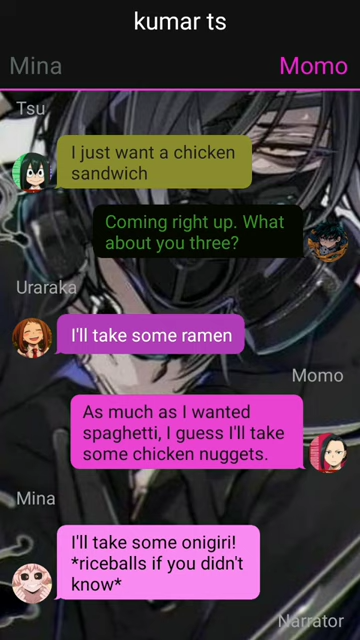 kumar ts
Mina
Momo
Tsu
I just want a chicken
sandwich
Coming right up. What
about you three?
Uraraka
I'll take some ramen
Momo
As much as I wanted
spaghetti, I guess I'll take
some chicken nuggets.
Mina
I'll take some onigiri!
*riceballs if you didn't
know*
Narrator